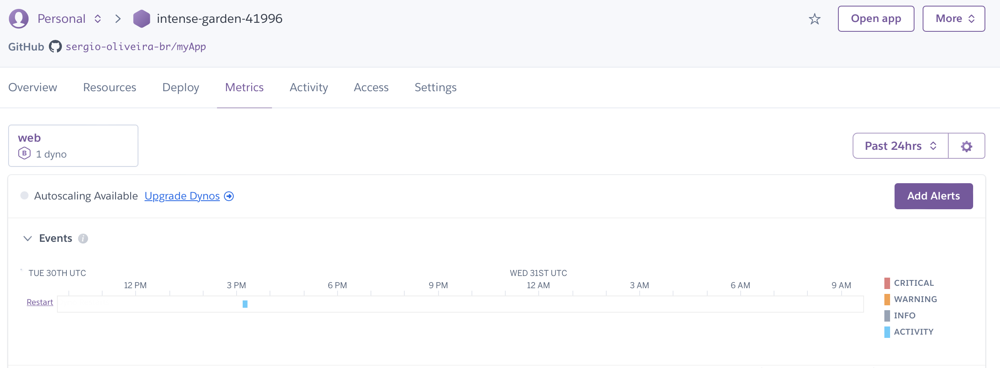 Personal intense-garden-41996 Open app More
GitHub sergio-oliveira-br/myApp
Overview Resources Deploy Metrics Activity Access Settings
web
B 1 dyno
Past 24hrs
Autoscaling Available Upgrade Dynos Add Alerts
Events i
TUE 30TH UTC WED 31ST UTC
12 PM 3 PM 6 PM 9 PM 12 AM 3 AM 6 AM 9 AM
Restart
CRITICAL
WARNING
INFO
ACTIVITY